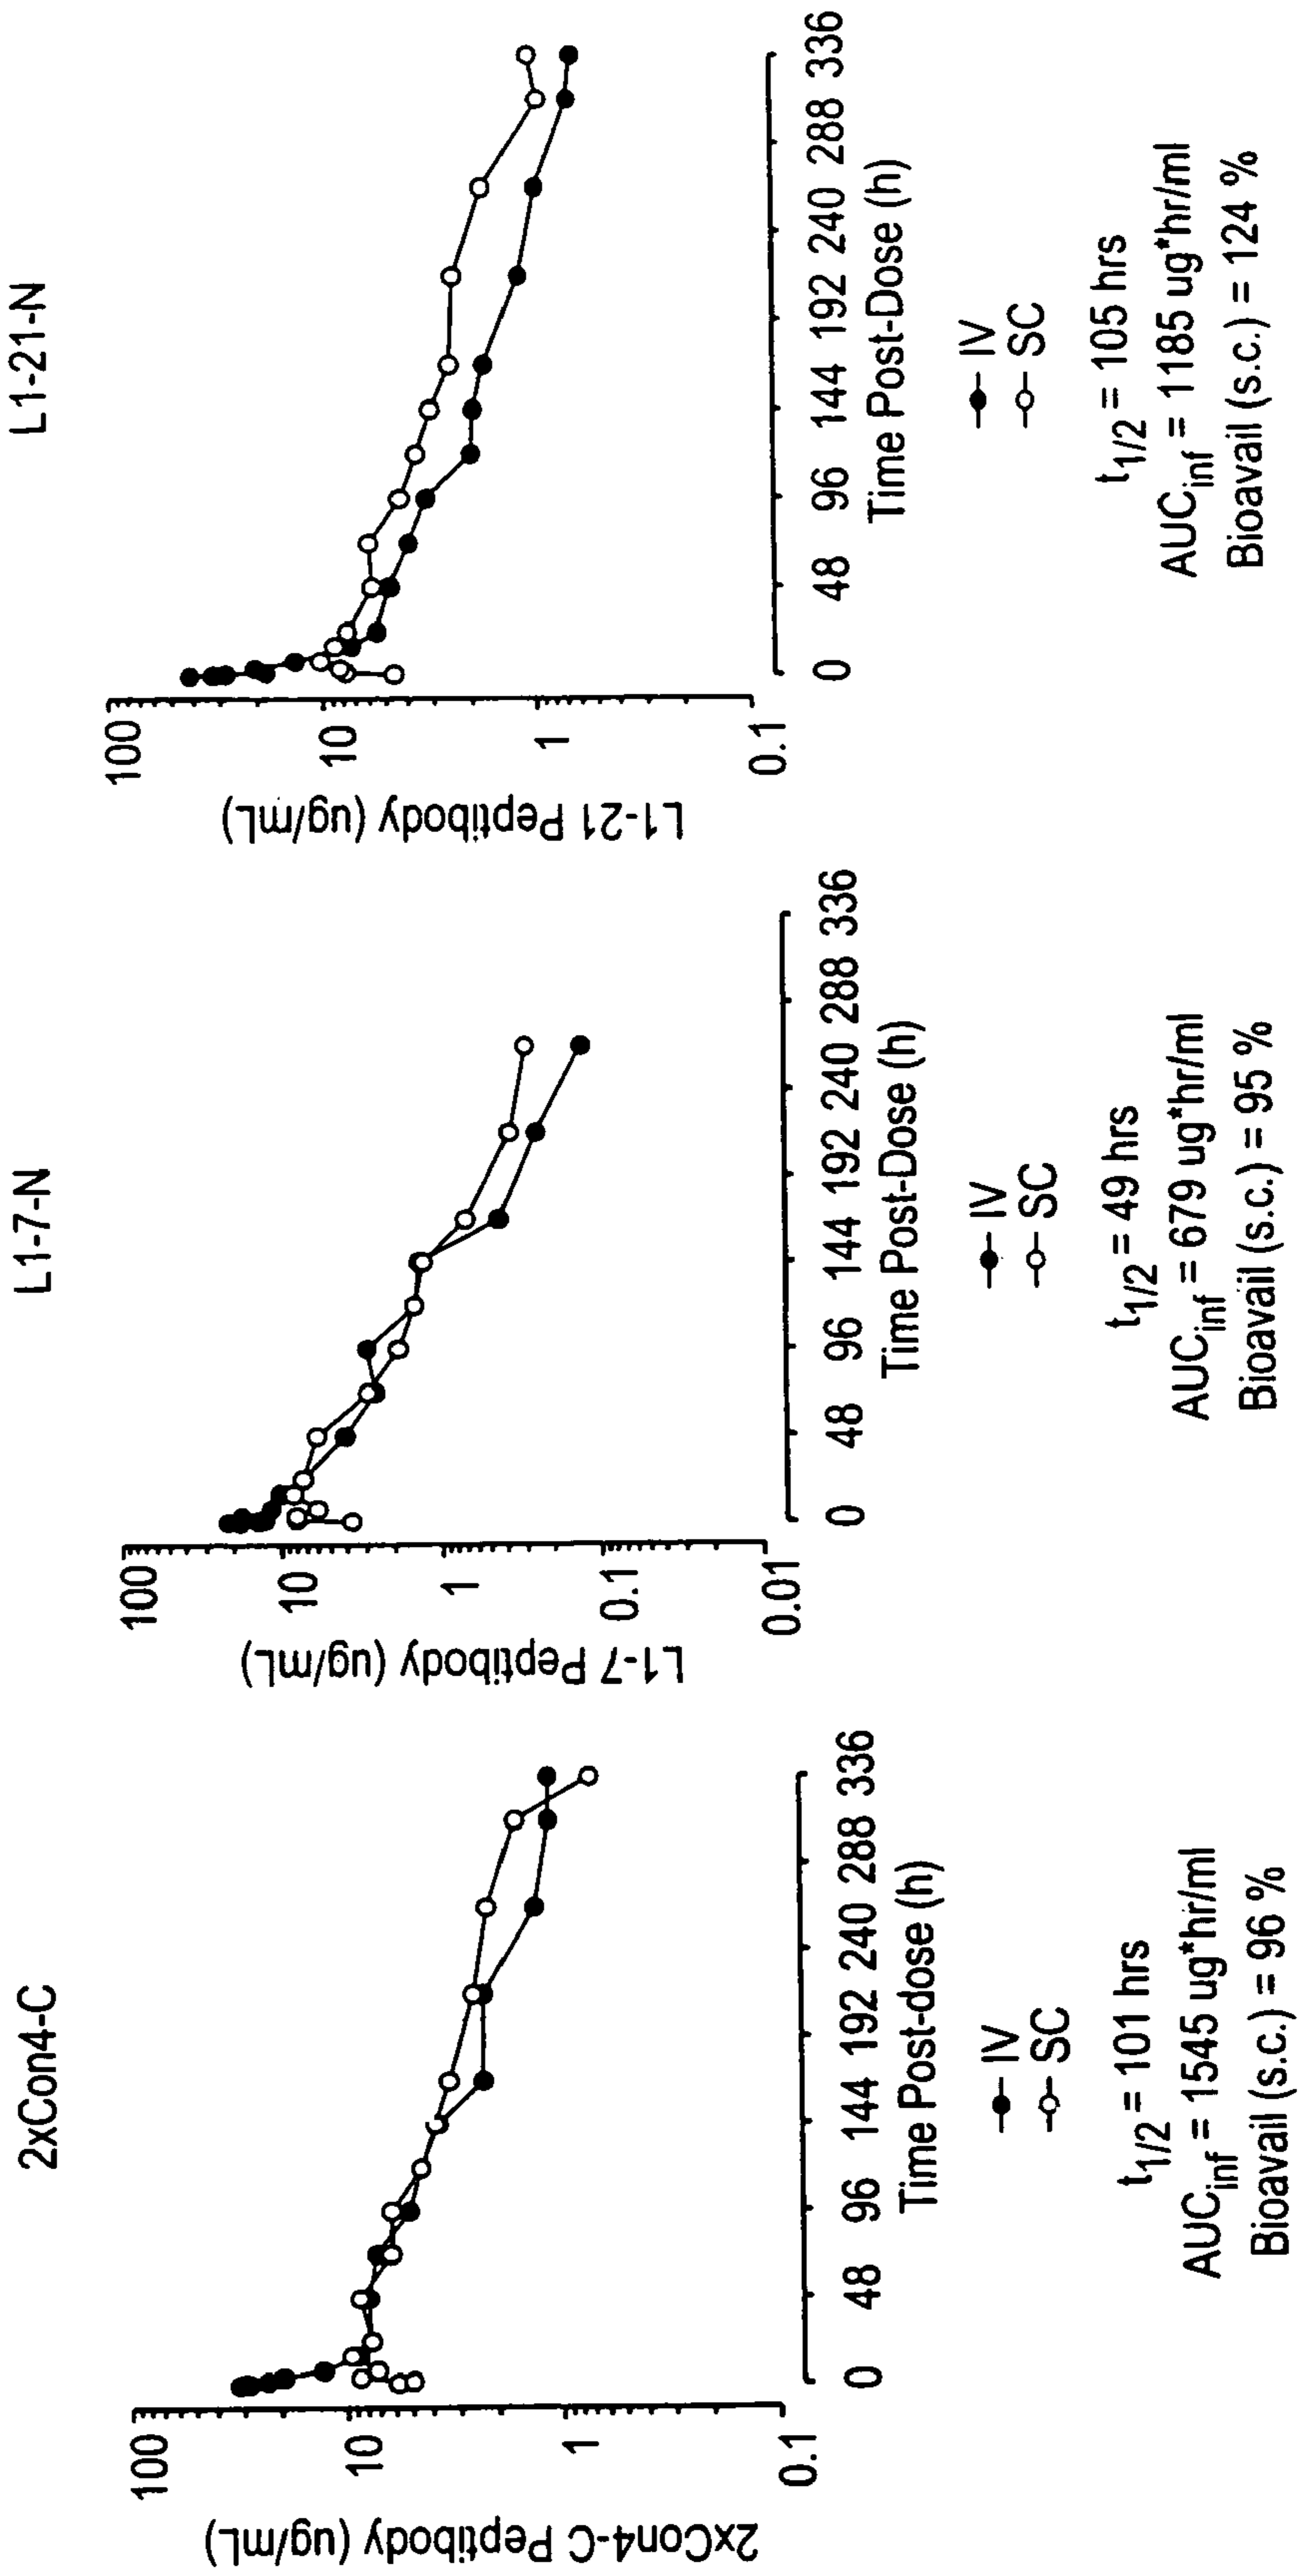 2xCon4-C
2xCon4-C Peptibody (ug/mL)
100
10
1
0.1
0 48 96 144 192 240 288 336
Time Post-dose (h)
IV
SC
t1/2 = 101 hrs
AUCinf = 1545 ug*hr/ml
Bioavail (s.c.) = 96 %
L1-7-N
L1-7 Peptibody (ug/mL)
100
10
1
0.1
0.01
0 48 96 144 192 240 288 336
Time Post-Dose (h)
IV
SC
t1/2 = 49 hrs
AUCinf = 679 ug*hr/ml
Bioavail (s.c.) = 95 %
L1-21-N
L1-21 Peptibody (ug/mL)
100
10
1
0.1
0 48 96 144 192 240 288 336
Time Post-Dose (h)
IV
SC
t1/2 = 105 hrs
AUCinf = 1185 ug*hr/ml
Bioavail (s.c.) = 124 %